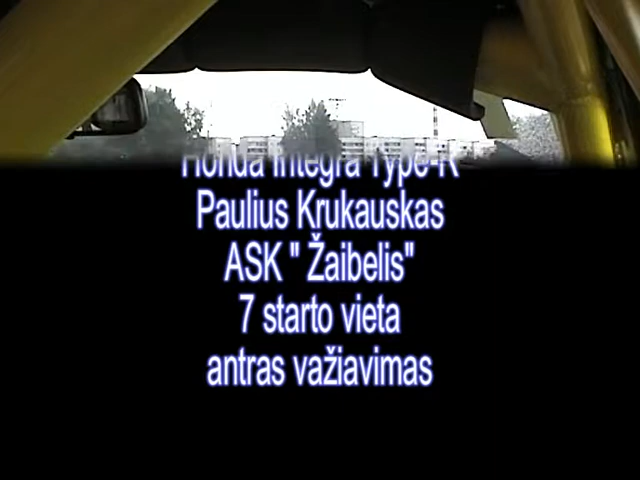 Honda Integra Type-R
Paulius Krukauskas
ASK " Žaibelis"
7 starto vieta
antras važiavimas